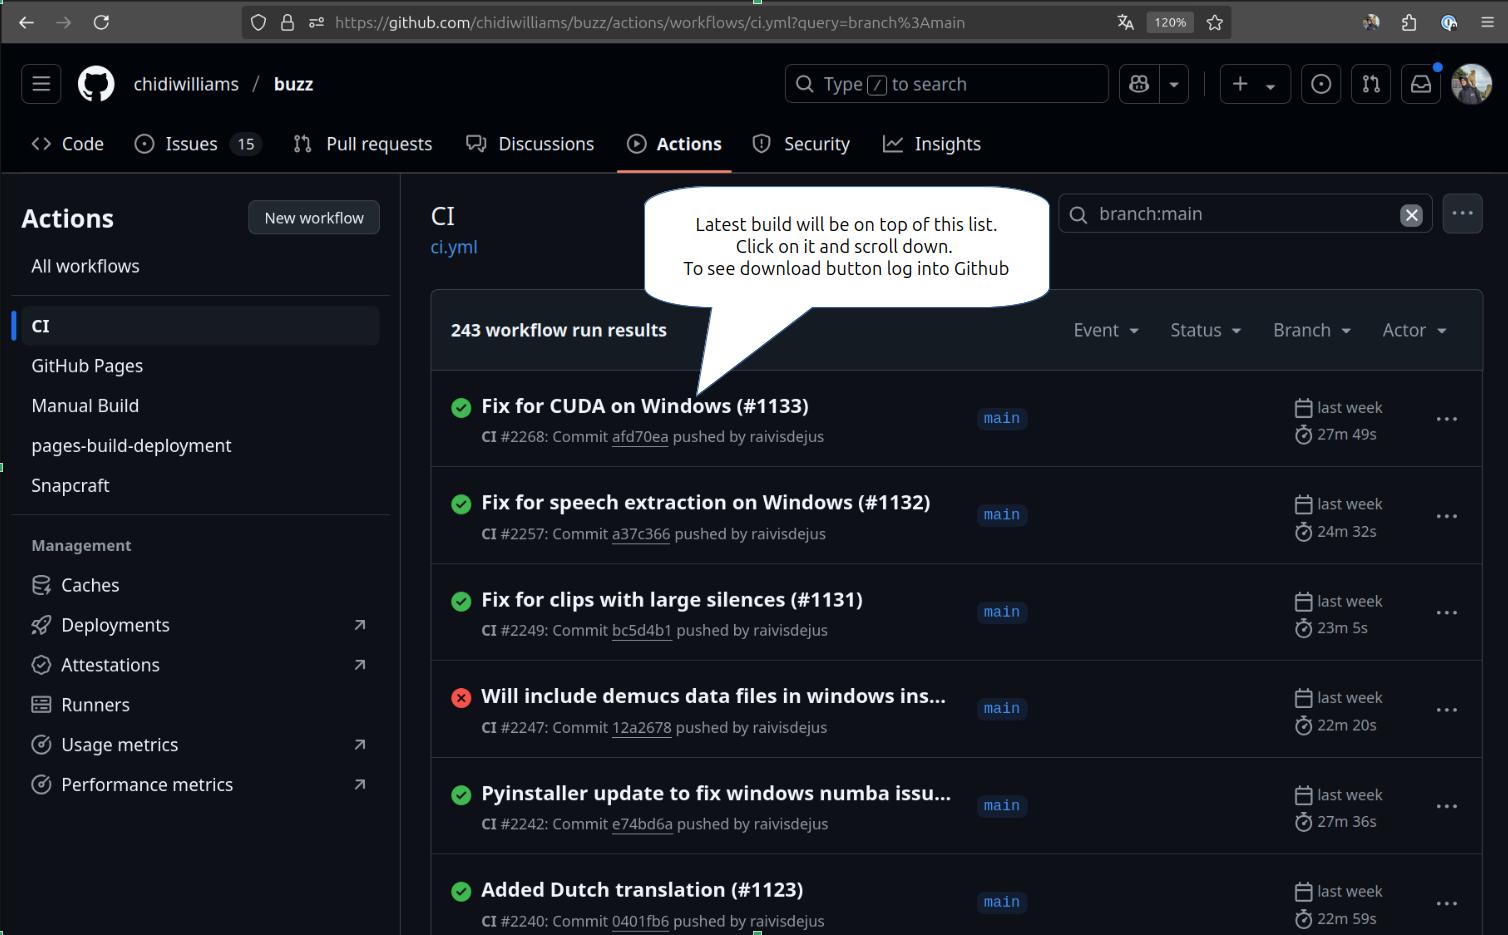 https://github.com/chidiwilliams/buzz/actions/workflows/ci.yml?query=branch%3Amain
120%
chidiwilliams / buzz
Type / to search
Code
Issues 15
Pull requests
Discussions
Actions
Security
Insights
Actions
New workflow
All workflows
CI
GitHub Pages
Manual Build
pages-build-deployment
Snapcraft
Management
Caches
Deployments
Attestations
Runners
Usage metrics
Performance metrics
CI
ci.yml
Latest build will be on top of this list.
Click on it and scroll down.
To see download button log into Github
branch:main
243 workflow run results
Event
Status
Branch
Actor
Fix for CUDA on Windows (#1133)
CI #2268: Commit afd70ea pushed by raivisdejus
main
last week
27m 49s
Fix for speech extraction on Windows (#1132)
CI #2257: Commit a37c366 pushed by raivisdejus
main
last week
24m 32s
Fix for clips with large silences (#1131)
CI #2249: Commit bc5d4b1 pushed by raivisdejus
main
last week
23m 5s
Will include demucs data files in windows ins...
CI #2247: Commit 12a2678 pushed by raivisdejus
main
last week
22m 20s
Pyinstaller update to fix windows numba issu...
CI #2242: Commit e74bd6a pushed by raivisdejus
main
last week
27m 36s
Added Dutch translation (#1123)
CI #2240: Commit 0401fb6 pushed by raivisdejus
main
last week
22m 59s